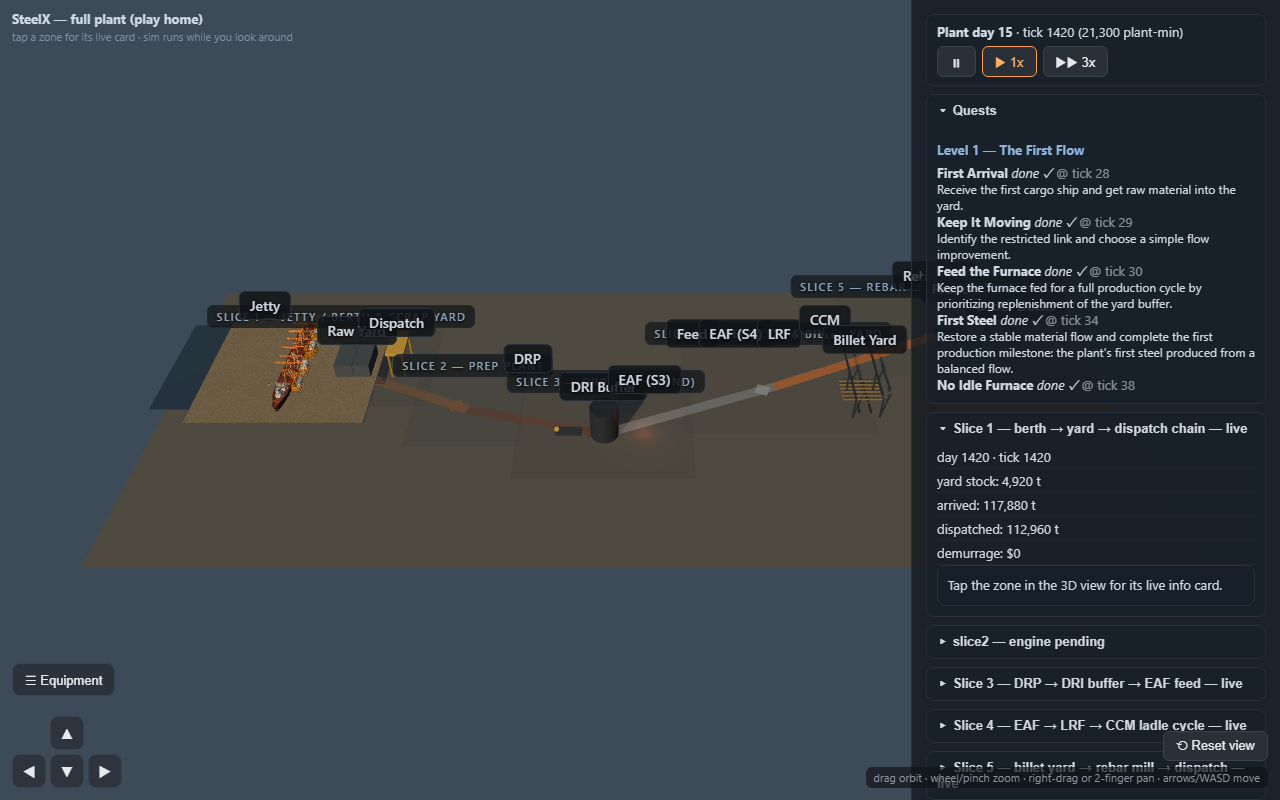 SteelX — full plant (play home)
tap a zone for its live card · sim runs while you look around
Jetty
Raw
Dispatch
YARD
SLICE 2 — PREP
DRP
SLICE 3
DRI
EAF (S3)
SLICE 5 — REBAR
Fee
EAF (S4
LRF
CCM
Billet Yard
☰ Equipment
▲
◀ ▼ ▶
Plant day 15 · tick 1420 (21,300 plant-min)
⏸ ▶ 1x ▶▶ 3x
▾ Quests
Level 1 — The First Flow
First Arrival done ✓ @ tick 28
Receive the first cargo ship and get raw material into the
yard.
Keep It Moving done ✓ @ tick 29
Identify the restricted link and choose a simple flow
improvement.
Feed the Furnace done ✓ @ tick 30
Keep the furnace fed for a full production cycle by
prioritizing replenishment of the yard buffer.
First Steel done ✓ @ tick 34
Restore a stable material flow and complete the first
production milestone: the plant's first steel produced from a
balanced flow.
No Idle Furnace done ✓ @ tick 38
▾ Slice 1 — berth → yard → dispatch chain — live
day 1420 · tick 1420
yard stock: 4,920 t
arrived: 117,880 t
dispatched: 112,960 t
demurrage: $0
Tap the zone in the 3D view for its live info card.
▸ slice2 — engine pending
▸ Slice 3 — DRP → DRI buffer → EAF feed — live
▸ Slice 4 — EAF → LRF → CCM ladle cycle — live
⟲ Reset view
▸ Slice 5 — billet yard → rebar mill → dispatch —
live
drag orbit · wheel/pinch zoom · right-drag or 2-finger pan · arrows/WASD move